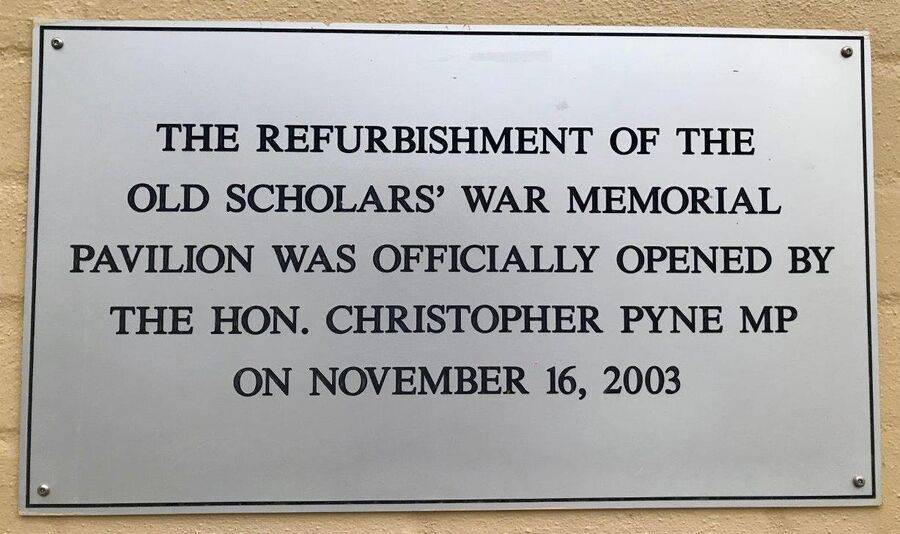 THE REFURBISHMENT OF THE
OLD SCHOLARS’ WAR MEMORIAL
PAVILION WAS OFFICIALLY OPENED BY
THE HON. CHRISTOPHER PYNE MP
ON NOVEMBER 16, 2003